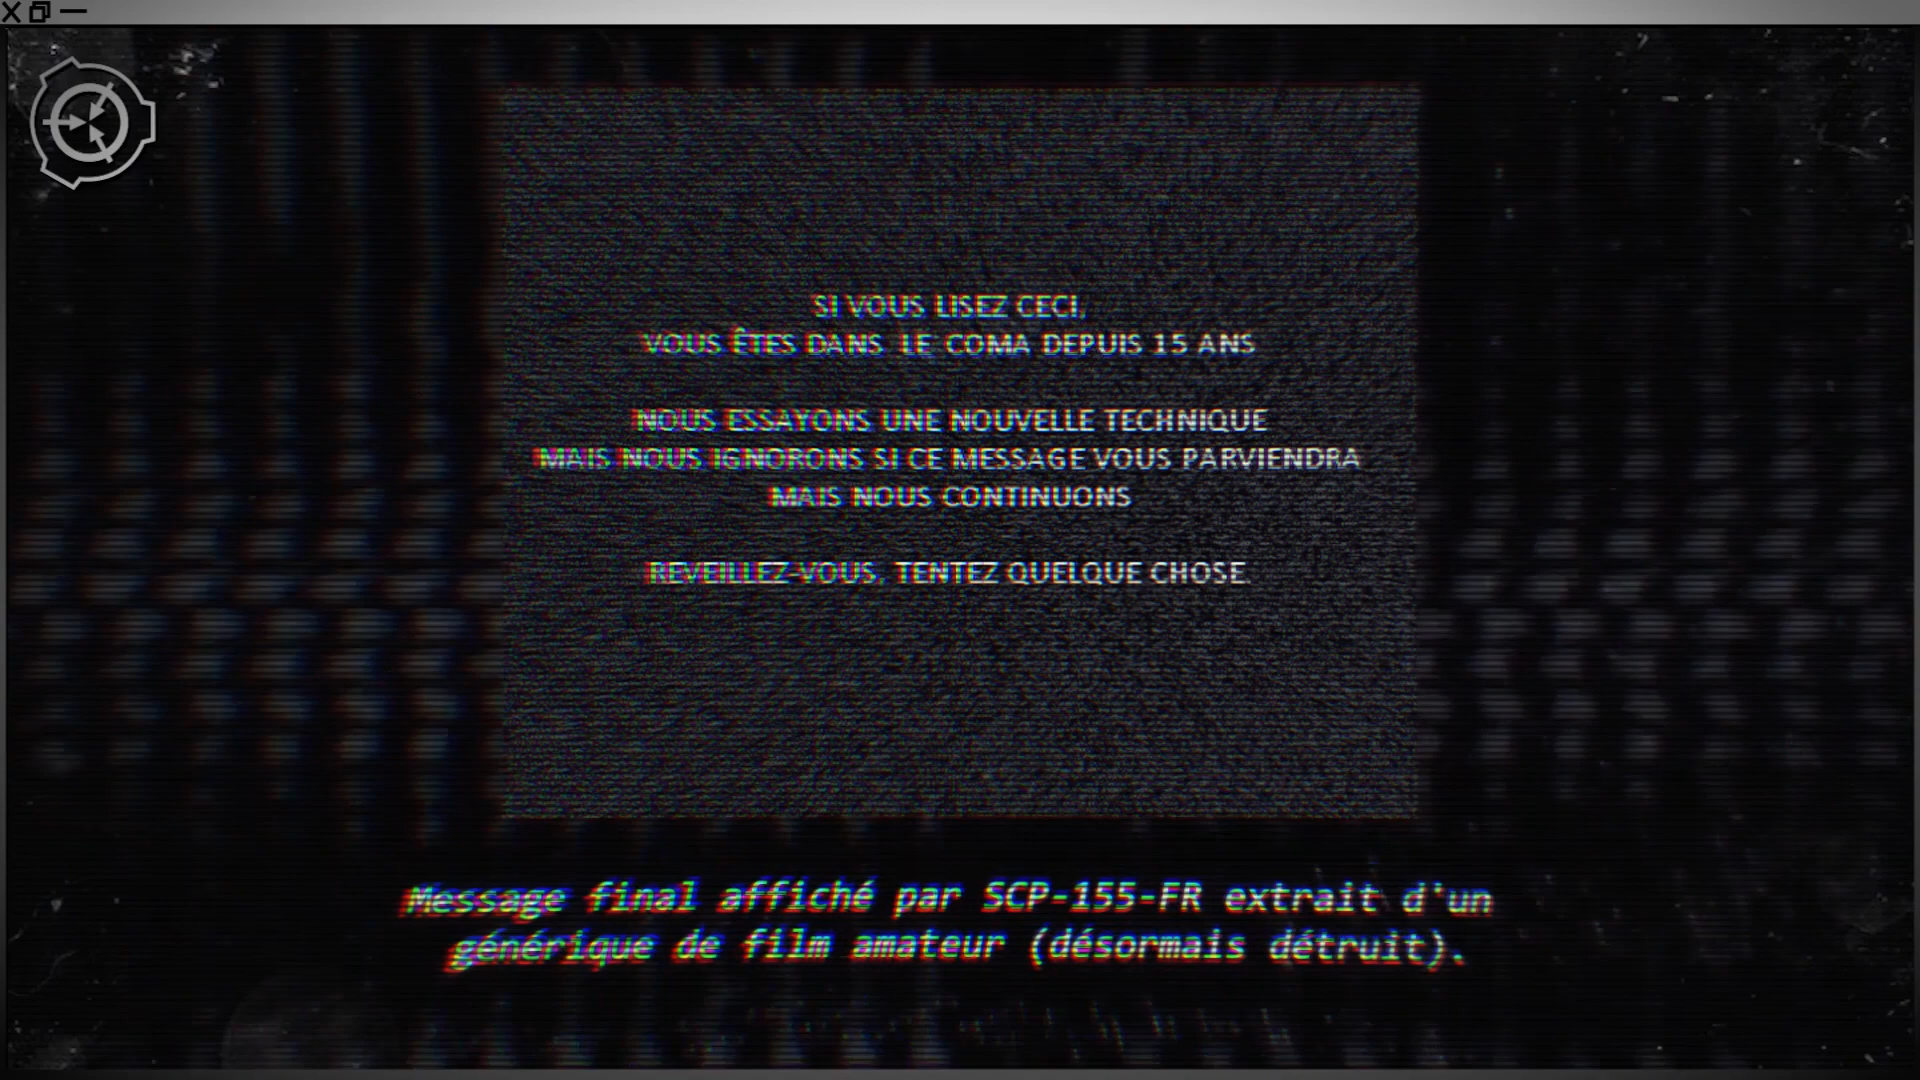 SI VOUS LISEZ CECI,
VOUS ÊTES DANS LE COMA DEPUIS 15 ANS
NOUS ESSAYONS UNE NOUVELLE TECHNIQUE
MAIS NOUS IGNORONS SI CE MESSAGE VOUS PARVIENDRA
MAIS NOUS CONTINUONS
REVEILLEZ-VOUS, TENTEZ QUELQUE CHOSE.
Message final affiché par SCP-155-FR extrait d'un
générique de film amateur (désormais détruit).